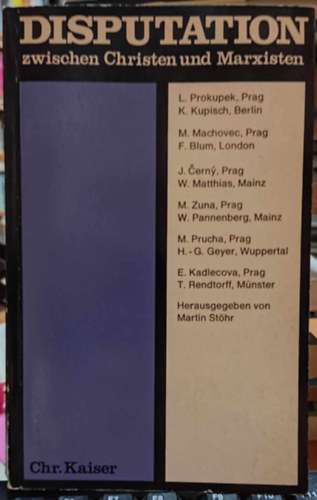 DISPUTATION
zwischen Christen und Marxisten
L. Prokupek, Prag
K. Kupisch, Berlin
M. Machovec, Prag
F. Blum, London
J. Černý, Prag
W. Matthias, Mainz
M. Zuna, Prag
W. Pannenberg, Mainz
M. Prucha, Prag
H.-G. Geyer, Wuppertal
E. Kadlecova, Prag
T. Rendtorff, Münster
Herausgegeben von
Martin Stöhr
Chr. Kaiser